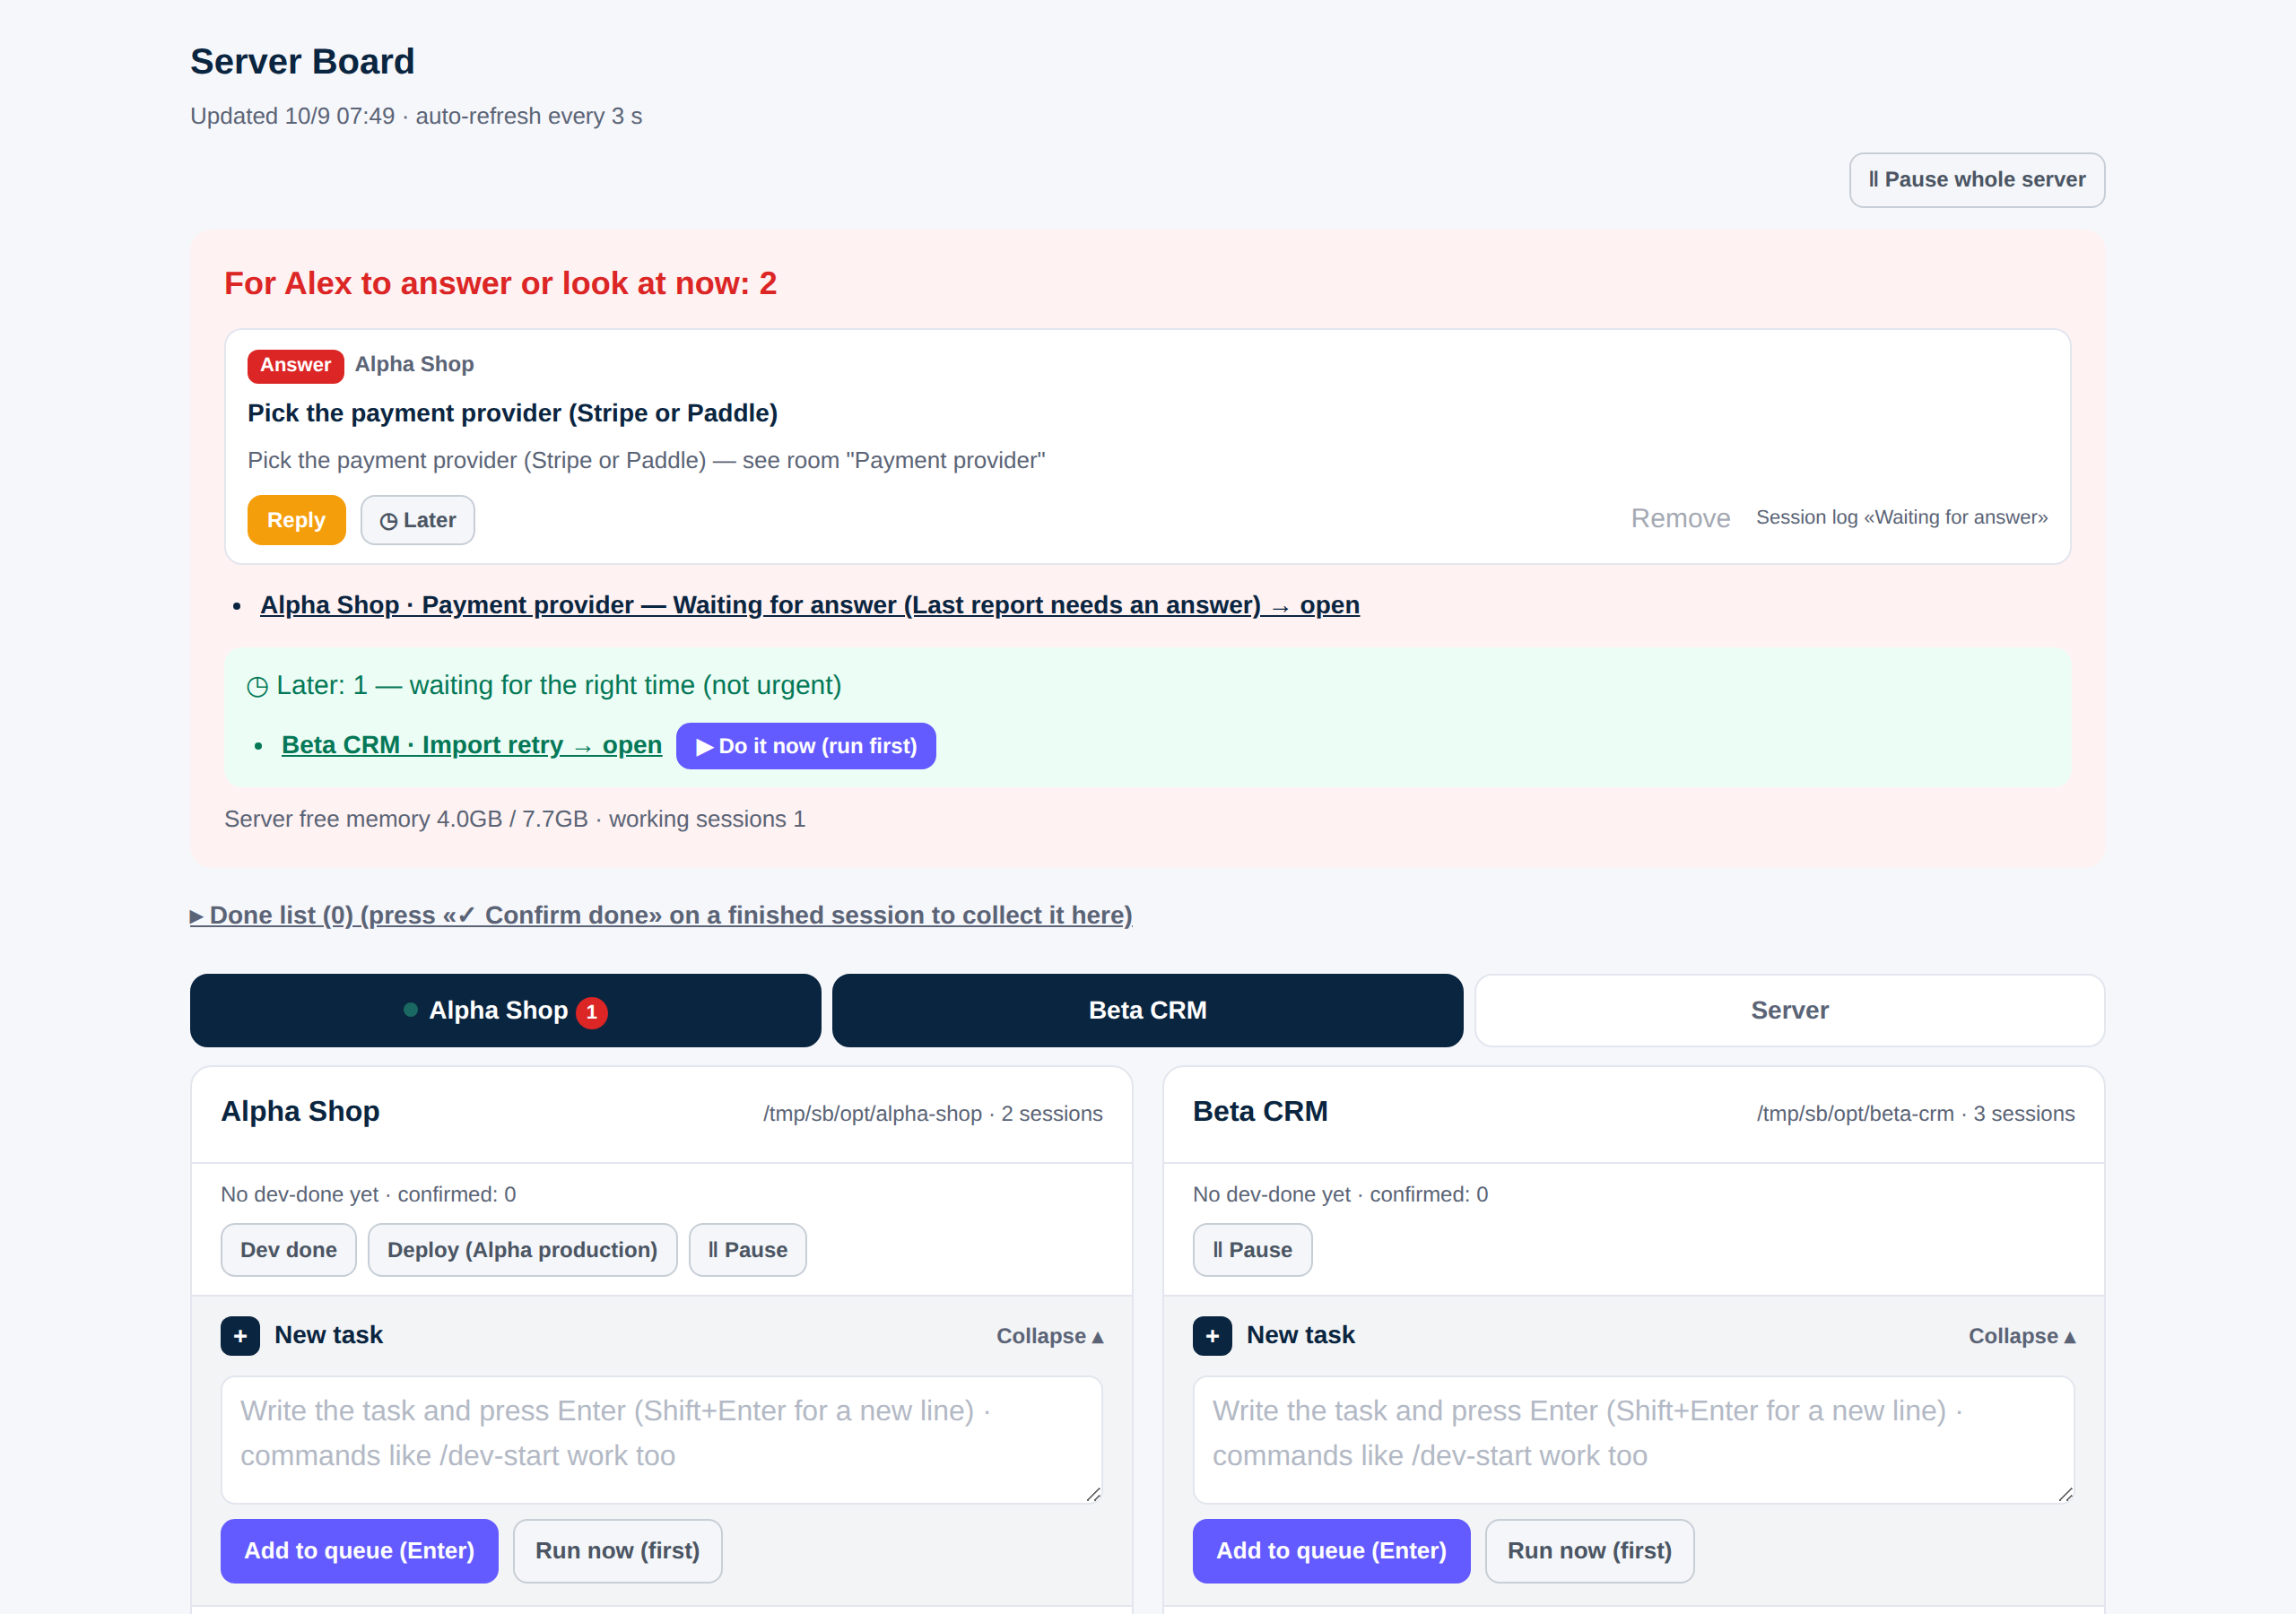 Server Board
Updated 10/9 07:49 · auto-refresh every 3 s
‖ Pause whole server
For Alex to answer or look at now: 2
Answer Alpha Shop
Pick the payment provider (Stripe or Paddle)
Pick the payment provider (Stripe or Paddle) — see room "Payment provider"
Reply ◷ Later Remove Session log «Waiting for answer»
• Alpha Shop · Payment provider — Waiting for answer (Last report needs an answer) → open
◷ Later: 1 — waiting for the right time (not urgent)
• Beta CRM · Import retry → open ▶ Do it now (run first)
Server free memory 4.0GB / 7.7GB · working sessions 1
▸ Done list (0) (press «✓ Confirm done» on a finished session to collect it here)
Alpha Shop 1 Beta CRM Server
Alpha Shop /tmp/sb/opt/alpha-shop · 2 sessions
No dev-done yet · confirmed: 0
Dev done Deploy (Alpha production) ‖ Pause
+ New task Collapse ▴
Write the task and press Enter (Shift+Enter for a new line) ·
commands like /dev-start work too
Add to queue (Enter) Run now (first)
Beta CRM /tmp/sb/opt/beta-crm · 3 sessions
No dev-done yet · confirmed: 0
‖ Pause
+ New task Collapse ▴
Write the task and press Enter (Shift+Enter for a new line) ·
commands like /dev-start work too
Add to queue (Enter) Run now (first)